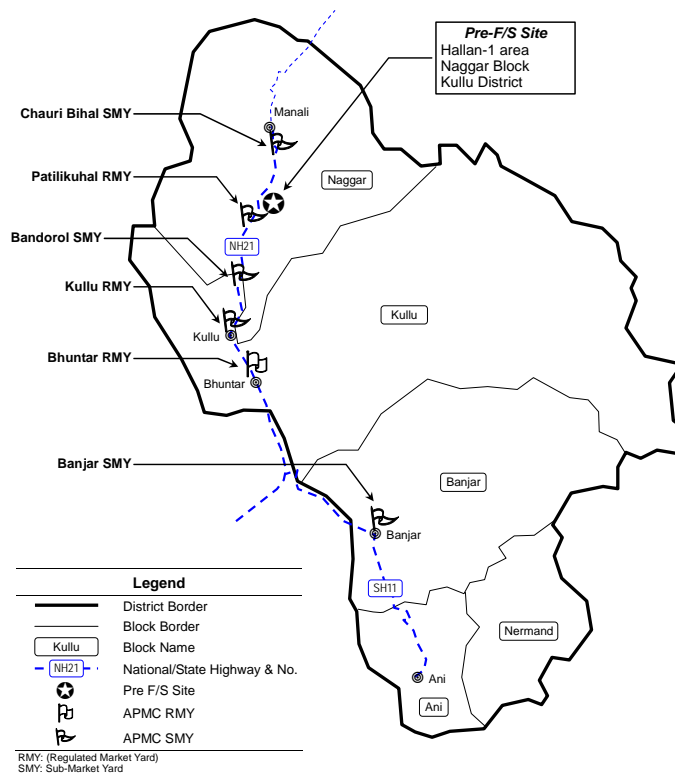 Pre-F/S Site
Hallan-1 area
Naggar Block
Kullu District
Manali
Chauri Bihal SMY
Patilikuhal RMY
Naggar
Bandorol SMY
NH21
Kullu RMY
Kullu
Kullu
Bhuntar RMY
Bhuntar
Banjar SMY
Banjar
Banjar
SH11
Nermand
Ani
Ani
Legend
District Border
Block Border
Kullu Block Name
NH21 National/State Highway & No.
Pre F/S Site
APMC RMY
APMC SMY
RMY: (Regulated Market Yard)
SMY: Sub-Market Yard